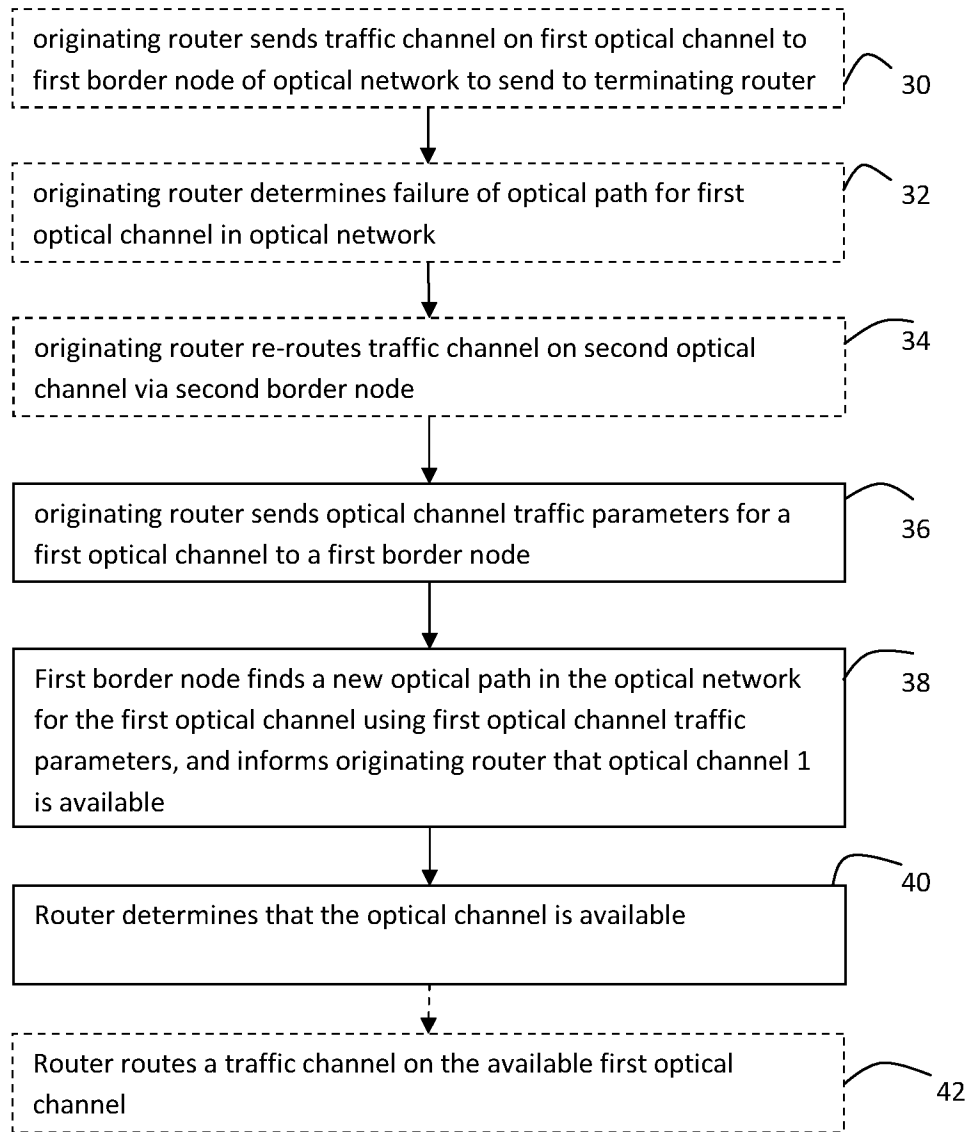 originating router sends traffic channel on first optical channel to
first border node of optical network to send to terminating router
30
originating router determines failure of optical path for first
optical channel in optical network
32
originating router re-routes traffic channel on second optical
channel via second border node
34
originating router sends optical channel traffic parameters for a
first optical channel to a first border node
36
First border node finds a new optical path in the optical network
for the first optical channel using first optical channel traffic
parameters, and informs originating router that optical channel 1
is available
38
Router determines that the optical channel is available
40
Router routes a traffic channel on the available first optical
channel
42